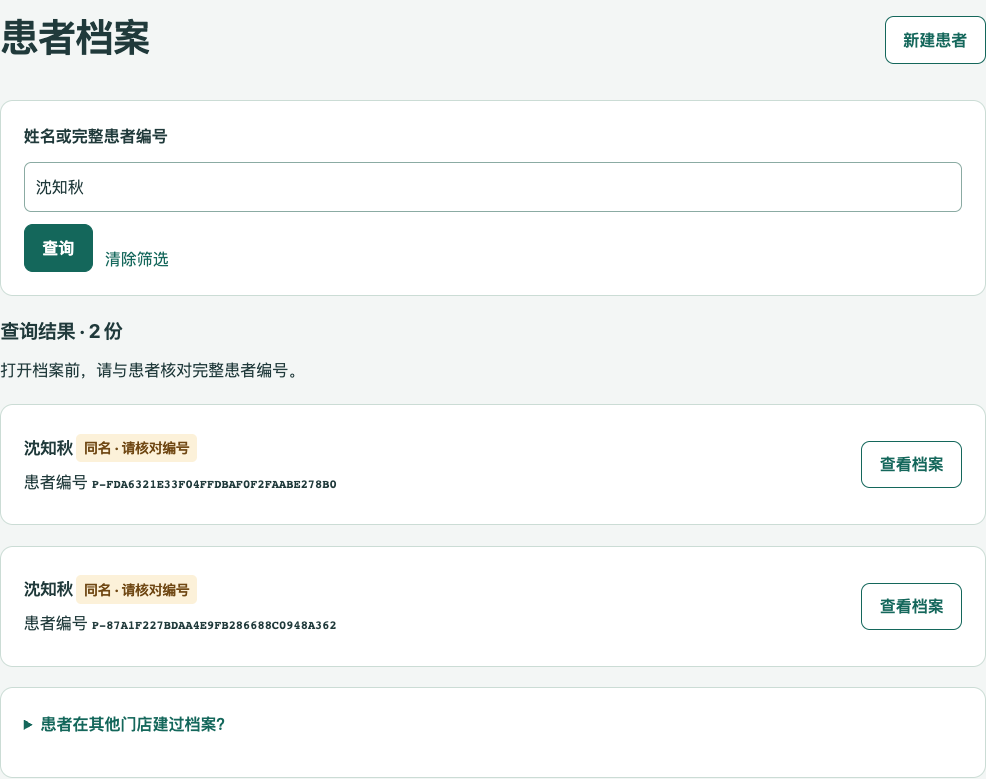 患者档案
新建患者
姓名或完整患者编号
沈知秋
查询
清除筛选
查询结果 · 2 份
打开档案前，请与患者核对完整患者编号。
沈知秋 同名 · 请核对编号
患者编号 P-FDA6321E33F04FFDBAF0F2FAABE278B0
查看档案
沈知秋 同名 · 请核对编号
患者编号 P-87A1F227BDAA4E9FB286688C0948A362
查看档案
患者在其他门店建过档案?